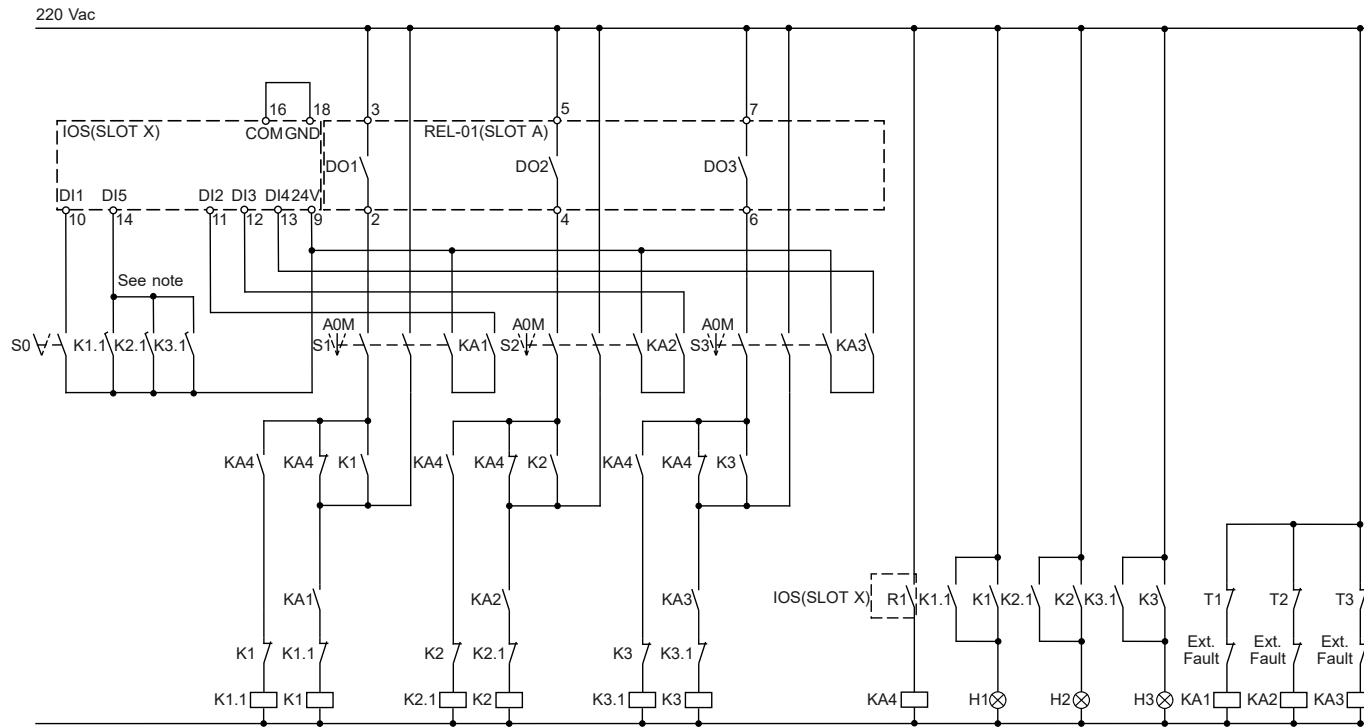 220 Vac
16 18 3 5 7
IOS(SLOT X) COM GND REL-01(SLOT A)
DO1 DO2 DO3
DI1 DI5 DI2 DI3 DI4 24V
10 14 11 12 13 9 2 4 6
See note
A0M A0M A0M
S0 K1.1 K2.1 K3.1 S1 KA1 S2 KA2 S3 KA3
KA4 KA4 K1 KA4 KA4 K2 KA4 KA4 K3
KA1 KA2 KA3 IOS(SLOT X) R1 K1.1 K1 K2.1 K2 K3.1 K3 T1 T2 T3
K1 K1.1 K2 K2.1 K3 K3.1 Ext. Ext. Ext.
Fault Fault Fault
K1.1 K1 K2.1 K2 K3.1 K3 KA4 H1 H2 H3 KA1 KA2 KA3